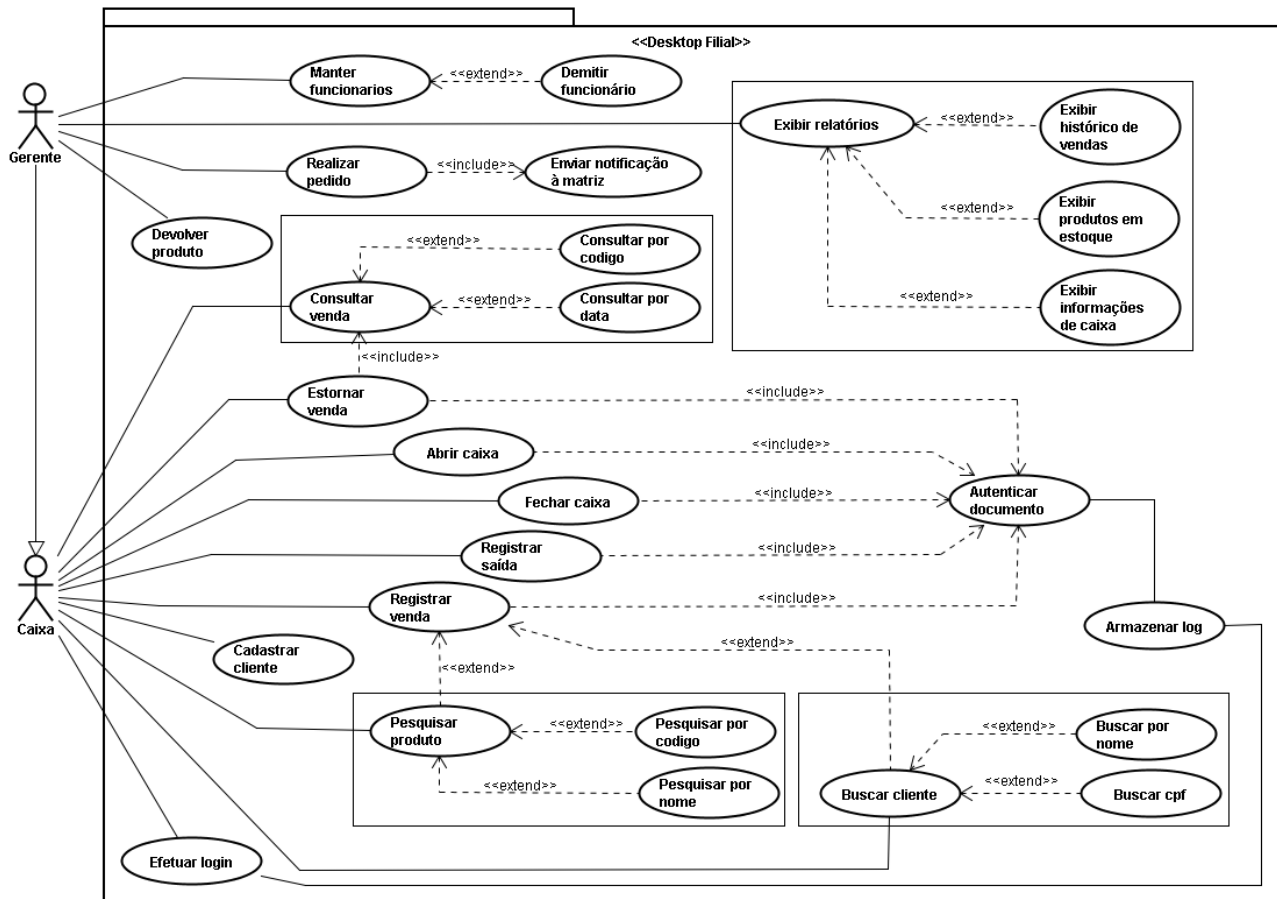 <<Desktop Filial>>
Manter
funcionarios
<<extend>>
Demitir
funcionário
Gerente
Exibir relatórios
<<extend>>
Exibir
histórico de
vendas
Realizar
pedido
<<include>>
Enviar notificação
à matriz
<<extend>>
Exibir
produtos em
estoque
Devolver
produto
<<extend>>
Consultar por
codigo
Consultar
venda
<<extend>>
Consultar por
data
<<extend>>
Exibir
informações
de caixa
<<include>>
Estornar
venda
<<include>>
Abrir caixa
<<include>>
Fechar caixa
<<include>>
Autenticar
documento
Registrar
saída
<<include>>
Caixa
Registrar
venda
<<include>>
Armazenar log
Cadastrar
cliente
<<extend>>
<<extend>>
Pesquisar
produto
<<extend>>
Pesquisar por
codigo
<<extend>>
Pesquisar por
nome
<<extend>>
Buscar por
nome
Buscar cliente
<<extend>>
Buscar cpf
Efetuar login